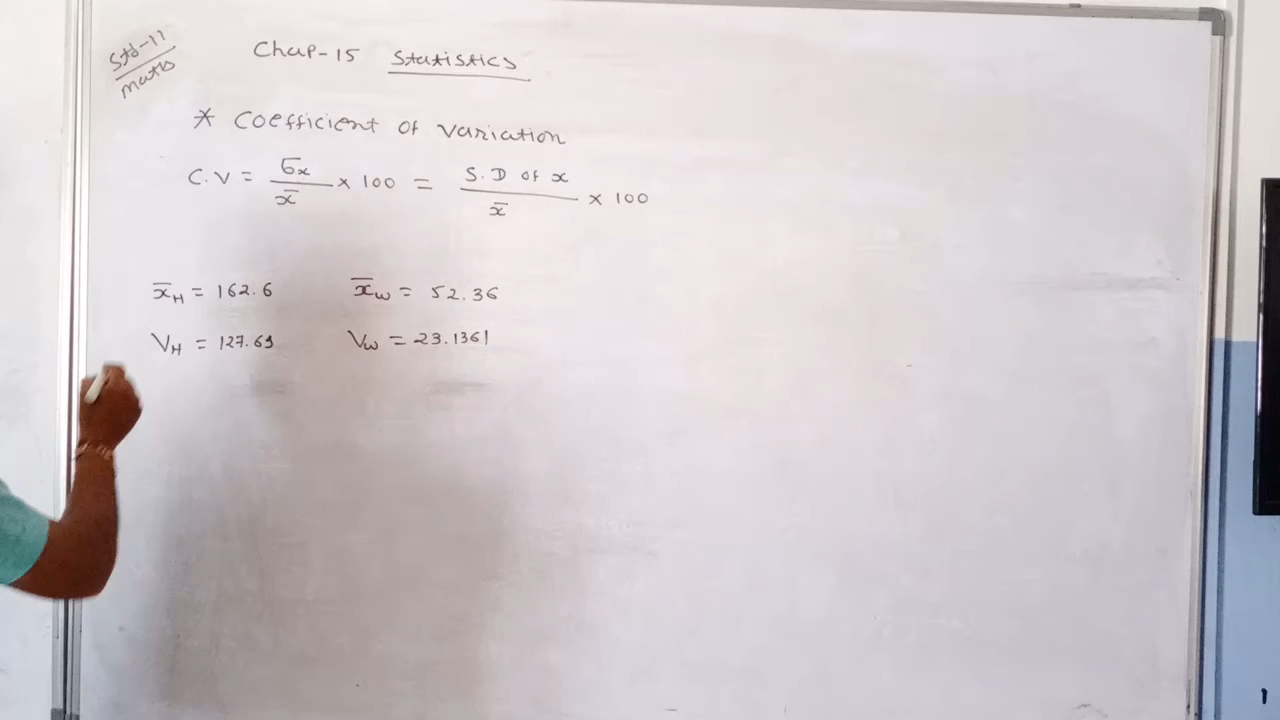 Std-11
maths
Chap-15 Statistics
* Coefficient of variation
C.V = σx / x̄ × 100 = S.D of x / x̄ × 100
x̄H = 162.6 x̄W = 52.36
VH = 127.69 VW = 23.1361